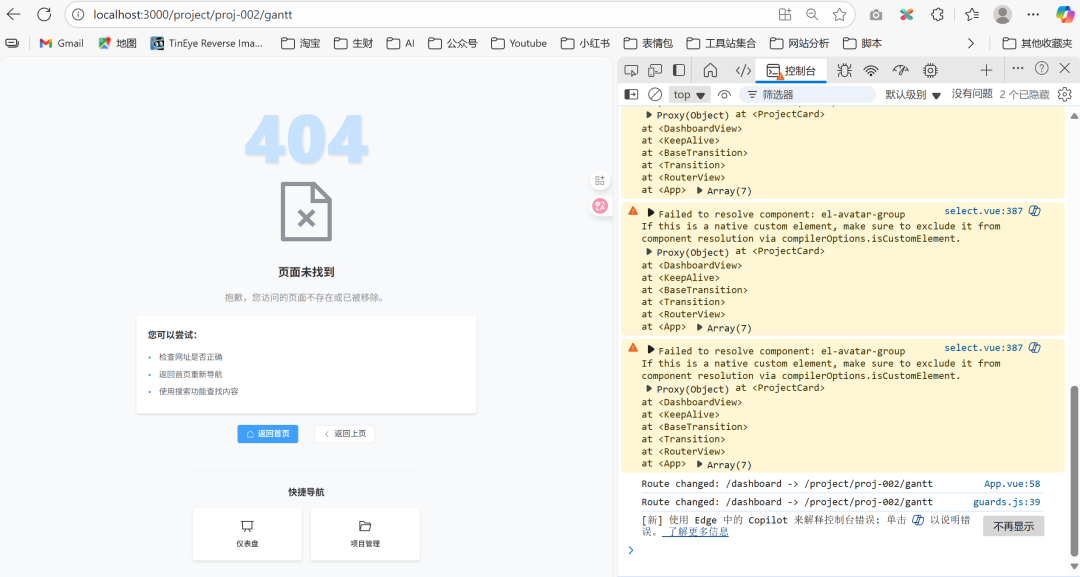 localhost:3000/project/proj-002/gantt
Gmail
地图
TinEye Reverse Ima...
淘宝
生财
AI
公众号
Youtube
小红书
表情包
工具站集合
网站分析
脚本
其他收藏夹
404
页面未找到
抱歉，您访问的页面不存在或已被移除。
您可以尝试：
• 检查网址是否正确
• 返回首页重新导航
• 使用搜索功能查找内容
返回首页
返回上页
快捷导航
仪表盘
项目管理
控制台
top
筛选器
默认级别
没有问题
2 个已隐藏
Proxy(Object) at <ProjectCard>
at <DashboardView>
at <KeepAlive>
at <BaseTransition>
at <Transition>
at <RouterView>
at <App> Array(7)
Failed to resolve component: el-avatar-group select.vue:387
If this is a native custom element, make sure to exclude it from
component resolution via compilerOptions.isCustomElement.
Proxy(Object) at <ProjectCard>
at <DashboardView>
at <KeepAlive>
at <BaseTransition>
at <Transition>
at <RouterView>
at <App> Array(7)
Failed to resolve component: el-avatar-group select.vue:387
If this is a native custom element, make sure to exclude it from
component resolution via compilerOptions.isCustomElement.
Proxy(Object) at <ProjectCard>
at <DashboardView>
at <KeepAlive>
at <BaseTransition>
at <Transition>
at <RouterView>
at <App> Array(7)
Route changed: /dashboard -> /project/proj-002/gantt App.vue:58
Route changed: /dashboard -> /project/proj-002/gantt guards.js:39
[新] 使用 Edge 中的 Copilot 来解释控制台错误: 单击 以说明错
误。 了解更多信息
不再显示